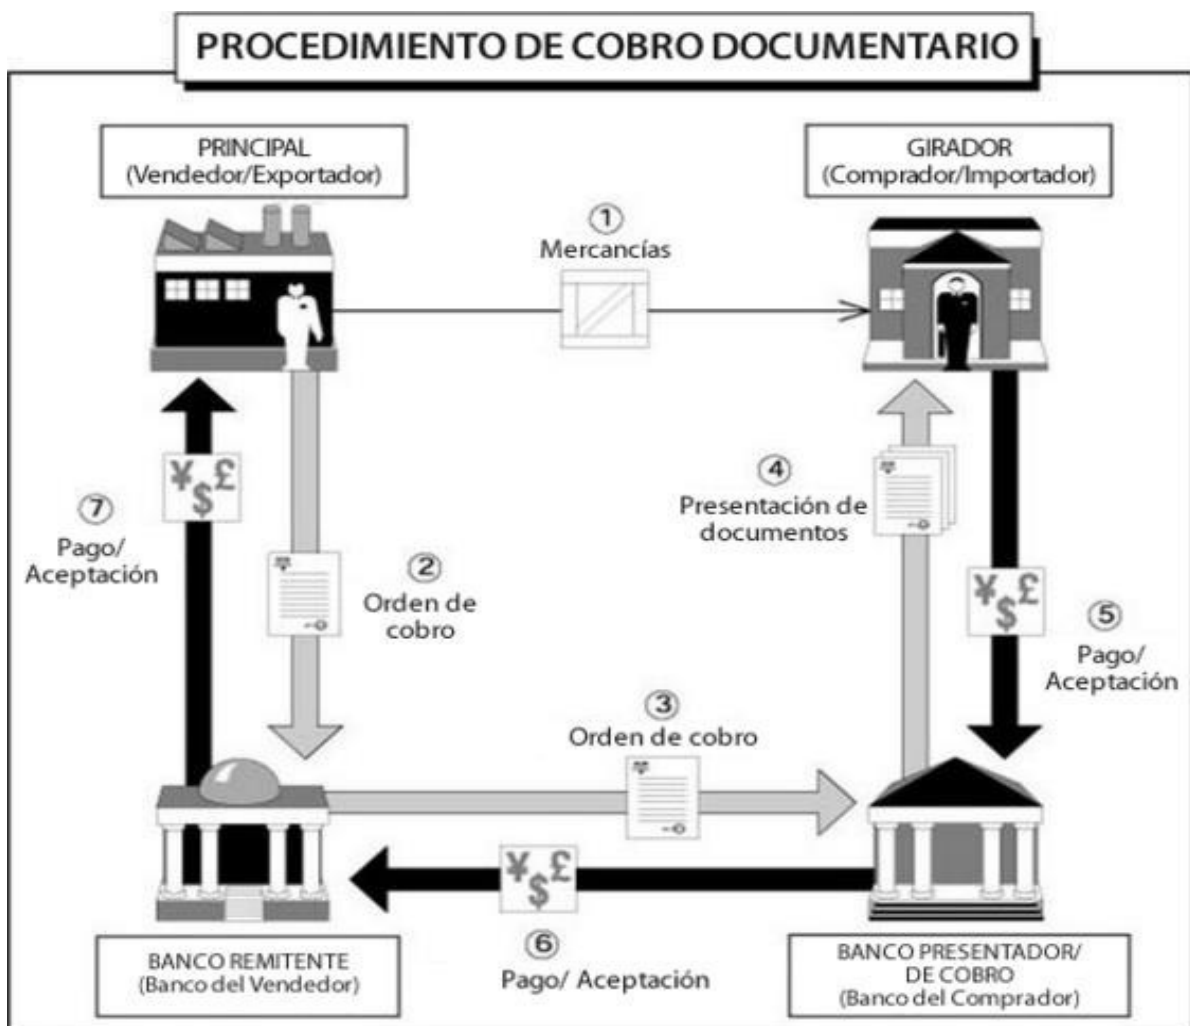 PROCEDIMIENTO DE COBRO DOCUMENTARIO
PRINCIPAL
(Vendedor/Exportador)
GIRADOR
(Comprador/Importador)
1
Mercancías
4
Presentación de
documentos
7
Pago/
Aceptación
2
Orden de
cobro
5
Pago/
Aceptación
3
Orden de cobro
¥$£
¥$£
¥$£
6
Pago/ Aceptación
BANCO REMITENTE
(Banco del Vendedor)
BANCO PRESENTADOR/
DE COBRO
(Banco del Comprador)